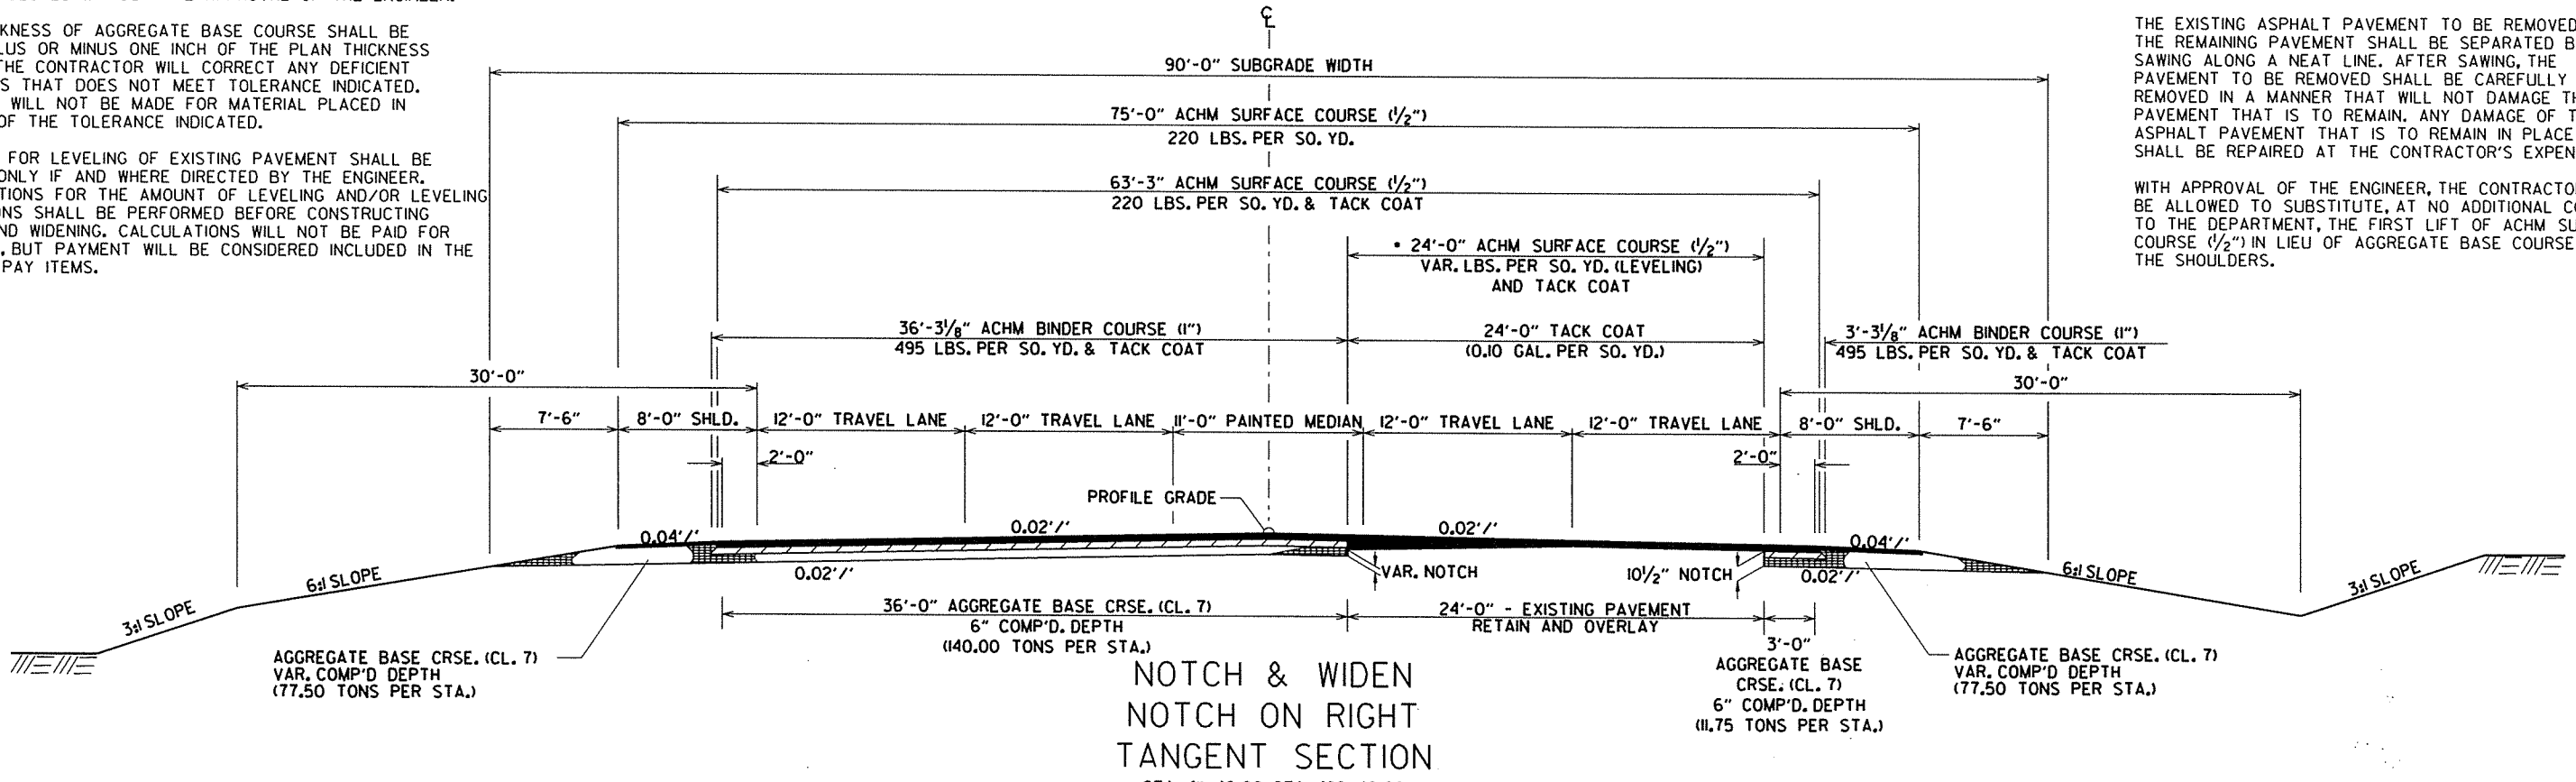 KNESS OF AGGREGATE BASE COURSE SHALL BE
LUS OR MINUS ONE INCH OF THE PLAN THICKNESS
THE CONTRACTOR WILL CORRECT ANY DEFICIENT
S THAT DOES NOT MEET TOLERANCE INDICATED.
WILL NOT BE MADE FOR MATERIAL PLACED IN
OF THE TOLERANCE INDICATED.
FOR LEVELING OF EXISTING PAVEMENT SHALL BE
ONLY IF AND WHERE DIRECTED BY THE ENGINEER.
TIONS FOR THE AMOUNT OF LEVELING AND/OR LEVELING
NS SHALL BE PERFORMED BEFORE CONSTRUCTING
ND WIDENING. CALCULATIONS WILL NOT BE PAID FOR
, BUT PAYMENT WILL BE CONSIDERED INCLUDED IN THE
PAY ITEMS.
THE EXISTING ASPHALT PAVEMENT TO BE REMOVED
THE REMAINING PAVEMENT SHALL BE SEPARATED B
SAWING ALONG A NEAT LINE. AFTER SAWING, THE
PAVEMENT TO BE REMOVED SHALL BE CAREFULLY
REMOVED IN A MANNER THAT WILL NOT DAMAGE TH
PAVEMENT THAT IS TO REMAIN. ANY DAMAGE OF T
ASPHALT PAVEMENT THAT IS TO REMAIN IN PLACE
SHALL BE REPAIRED AT THE CONTRACTOR'S EXPEN
WITH APPROVAL OF THE ENGINEER, THE CONTRACTO
BE ALLOWED TO SUBSTITUTE, AT NO ADDITIONAL CO
TO THE DEPARTMENT, THE FIRST LIFT OF ACHM SU
COURSE (1/2") IN LIEU OF AGGREGATE BASE COURSE
THE SHOULDERS.
℄
90'-0" SUBGRADE WIDTH
75'-0" ACHM SURFACE COURSE (1/2")
220 LBS. PER SQ. YD.
63'-3" ACHM SURFACE COURSE (1/2")
220 LBS. PER SQ. YD. & TACK COAT
• 24'-0" ACHM SURFACE COURSE (1/2")
VAR. LBS. PER SQ. YD. (LEVELING)
AND TACK COAT
36'-3 1/8" ACHM BINDER COURSE (1")
495 LBS. PER SQ. YD. & TACK COAT
24'-0" TACK COAT
(0.10 GAL. PER SQ. YD.)
3'-3 1/8" ACHM BINDER COURSE (1")
495 LBS. PER SQ. YD. & TACK COAT
30'-0"
30'-0"
7'-6"
8'-0" SHLD.
12'-0" TRAVEL LANE
12'-0" TRAVEL LANE
11'-0" PAINTED MEDIAN
12'-0" TRAVEL LANE
12'-0" TRAVEL LANE
8'-0" SHLD.
7'-6"
2'-0"
2'-0"
PROFILE GRADE
0.04'/'
0.02'/'
0.02'/'
0.04'/'
6:1 SLOPE
0.02'/'
VAR. NOTCH
10 1/2" NOTCH
0.02'/'
6:1 SLOPE
3:1 SLOPE
3:1 SLOPE
36'-0" AGGREGATE BASE CRSE. (CL. 7)
6" COMP'D. DEPTH
(140.00 TONS PER STA.)
24'-0" - EXISTING PAVEMENT
RETAIN AND OVERLAY
3'-0"
AGGREGATE BASE
CRSE. (CL. 7)
6" COMP'D. DEPTH
(11.75 TONS PER STA.)
AGGREGATE BASE CRSE. (CL. 7)
VAR. COMP'D DEPTH
(77.50 TONS PER STA.)
AGGREGATE BASE CRSE. (CL. 7)
VAR. COMP'D DEPTH
(77.50 TONS PER STA.)
NOTCH & WIDEN
NOTCH ON RIGHT
TANGENT SECTION